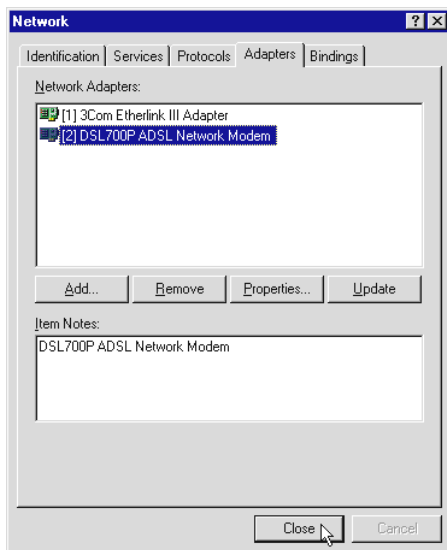 Network
Identification Services Protocols Adapters Bindings
Network Adapters:
[1] 3Com Etherlink III Adapter
[2] DSL700P ADSL Network Modem
Add... Remove Properties... Update
Item Notes:
DSL700P ADSL Network Modem
Close Cancel